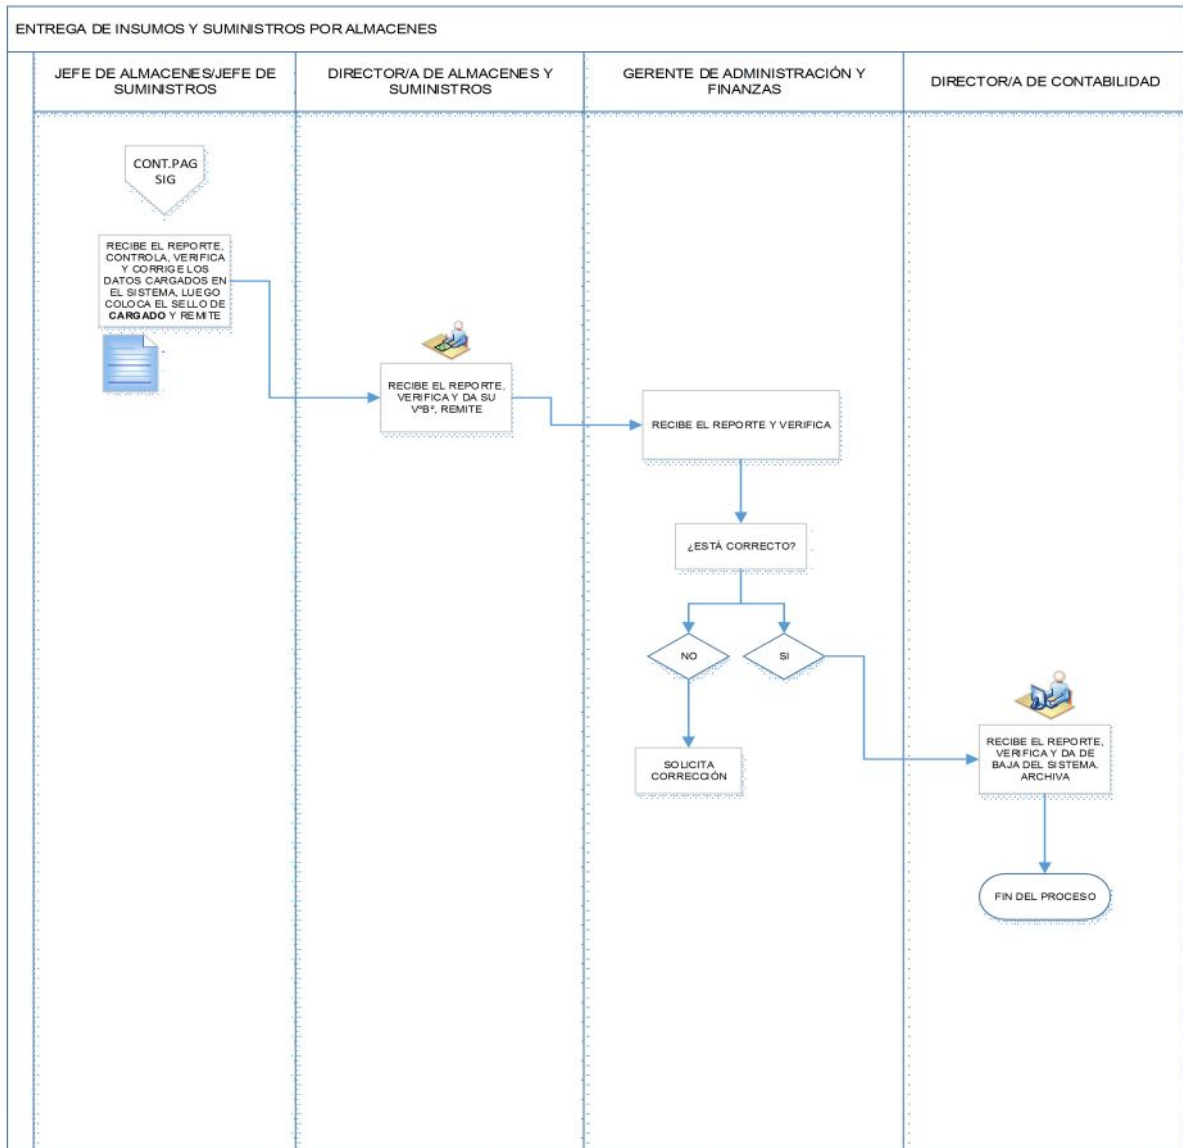 ENTREGA DE INSUMOS Y SUMINISTROS POR ALMACENES
JEFE DE ALMACENES/JEFE DE
SUMINISTROS
DIRECTOR/A DE ALMACENES Y
SUMINISTROS
GERENTE DE ADMINISTRACIÓN Y
FINANZAS
DIRECTOR/A DE CONTABILIDAD
CONT.PAG
SIG
RECIBE EL REPORTE,
CONTROLA, VERIFICA
Y CORRIGE LOS
DATOS CARGADOS EN
EL SISTEMA, LUEGO
COLOCA EL SELLO DE
CARGADO Y REMITE
RECIBE EL REPORTE,
VERIFICA Y DA SU
V°B°, REMITE
RECIBE EL REPORTE Y VERIFICA
¿ESTÁ CORRECTO?
NO
SI
SOLICITA
CORRECCIÓN
RECIBE EL REPORTE,
VERIFICA Y DA DE
BAJA DEL SISTEMA.
ARCHIVA
FIN DEL PROCESO